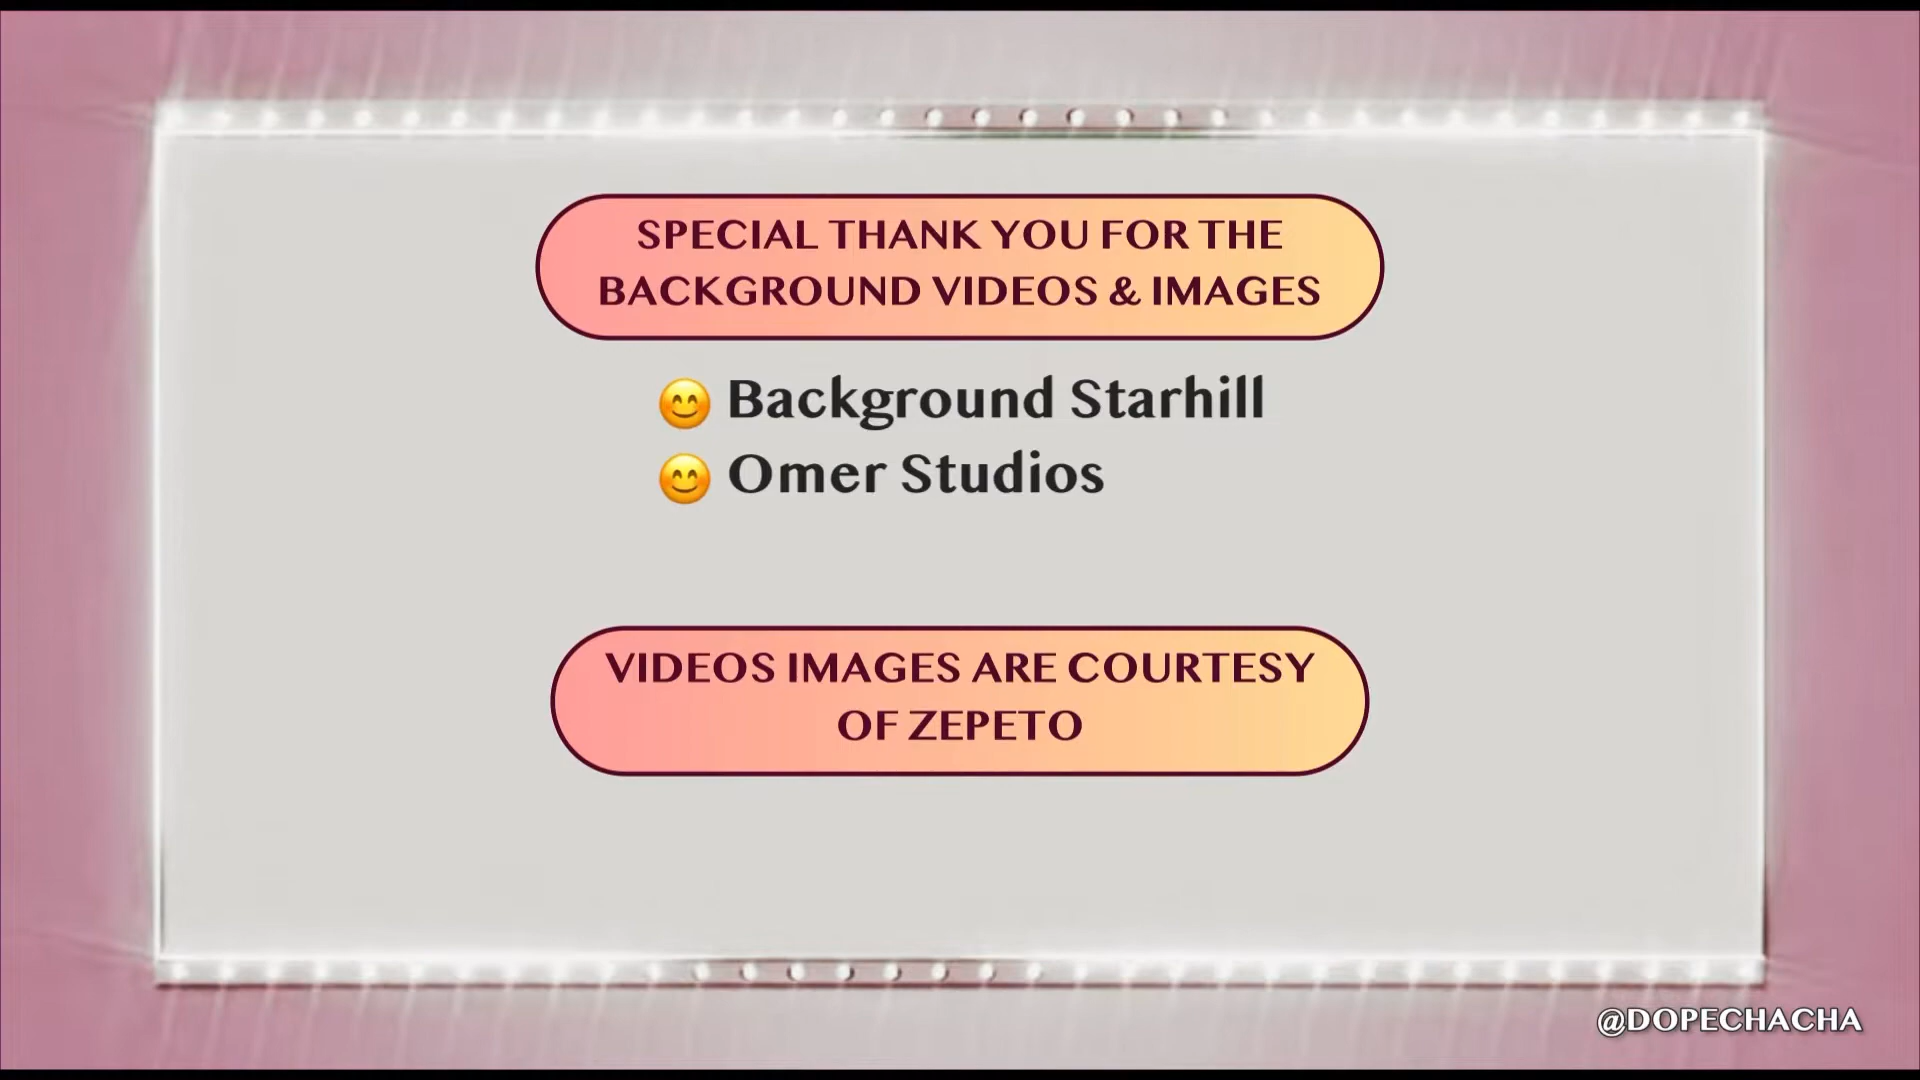 SPECIAL THANK YOU FOR THE
BACKGROUND VIDEOS & IMAGES
😊 Background Starhill
😊 Omer Studios
VIDEOS IMAGES ARE COURTESY
OF ZEPETO
@DOPECHACHA